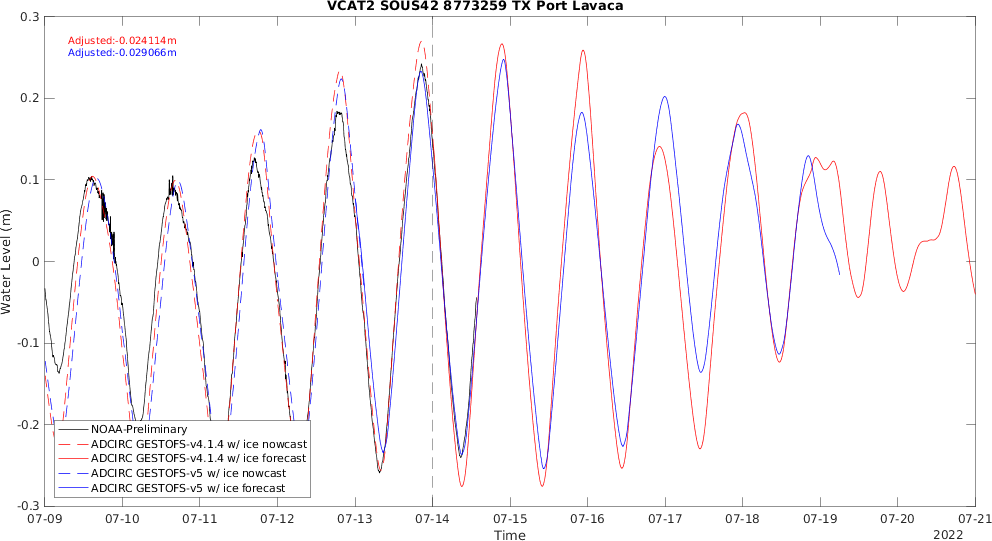 VCAT2 SOUS42 8773259 TX Port Lavaca
0.3
Adjusted:-0.024114m
Adjusted:-0.029066m
0.2
0.1
0
-0.1
-0.2
-0.3
Water Level (m)
NOAA-Preliminary
ADCIRC GESTOFS-v4.1.4 w/ ice nowcast
ADCIRC GESTOFS-v4.1.4 w/ ice forecast
ADCIRC GESTOFS-v5 w/ ice nowcast
ADCIRC GESTOFS-v5 w/ ice forecast
07-09 07-10 07-11 07-12 07-13 07-14 07-15 07-16 07-17 07-18 07-19 07-20 07-21
Time
2022